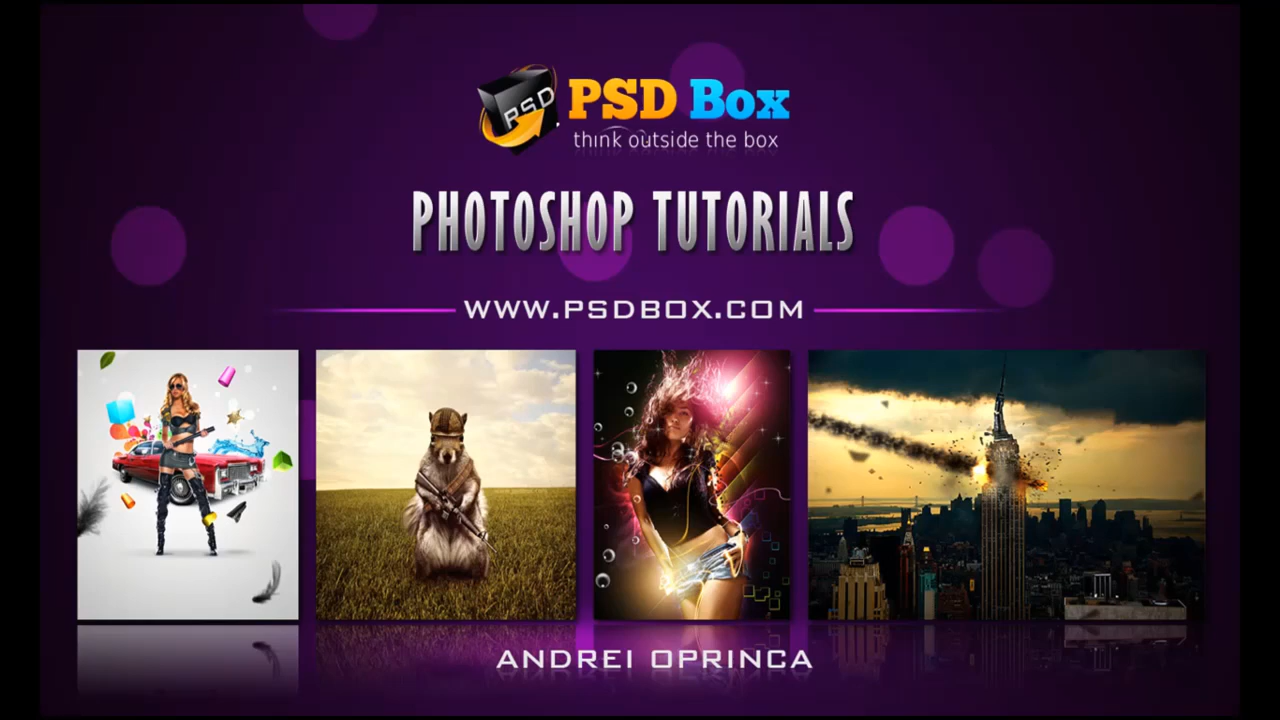 PSD
PSD Box
think outside the box
PHOTOSHOP TUTORIALS
WWW.PSDBOX.COM
ANDREI OPRINCA